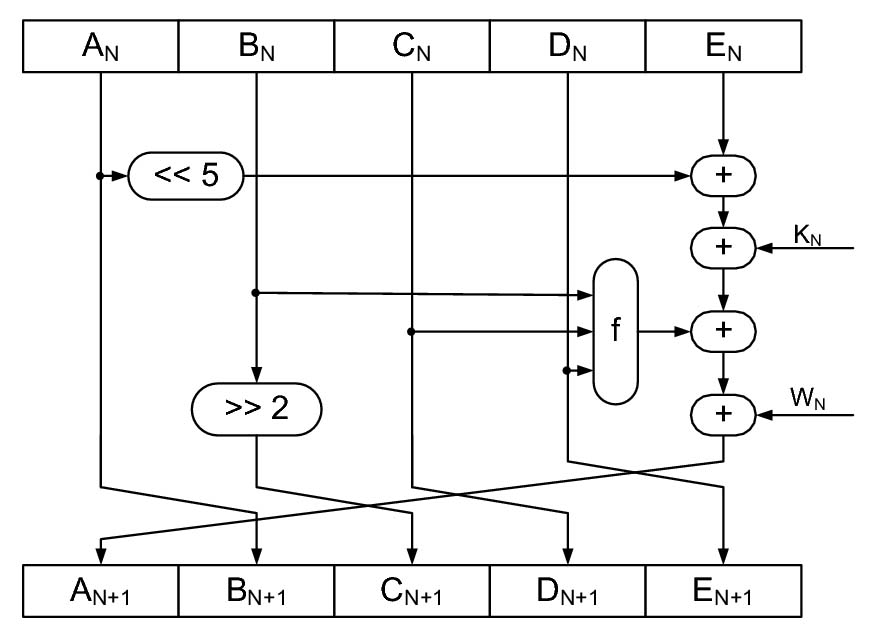 A_N B_N C_N D_N E_N
<< 5 +
+ K_N
f +
>> 2 + W_N
A_N+1 B_N+1 C_N+1 D_N+1 E_N+1